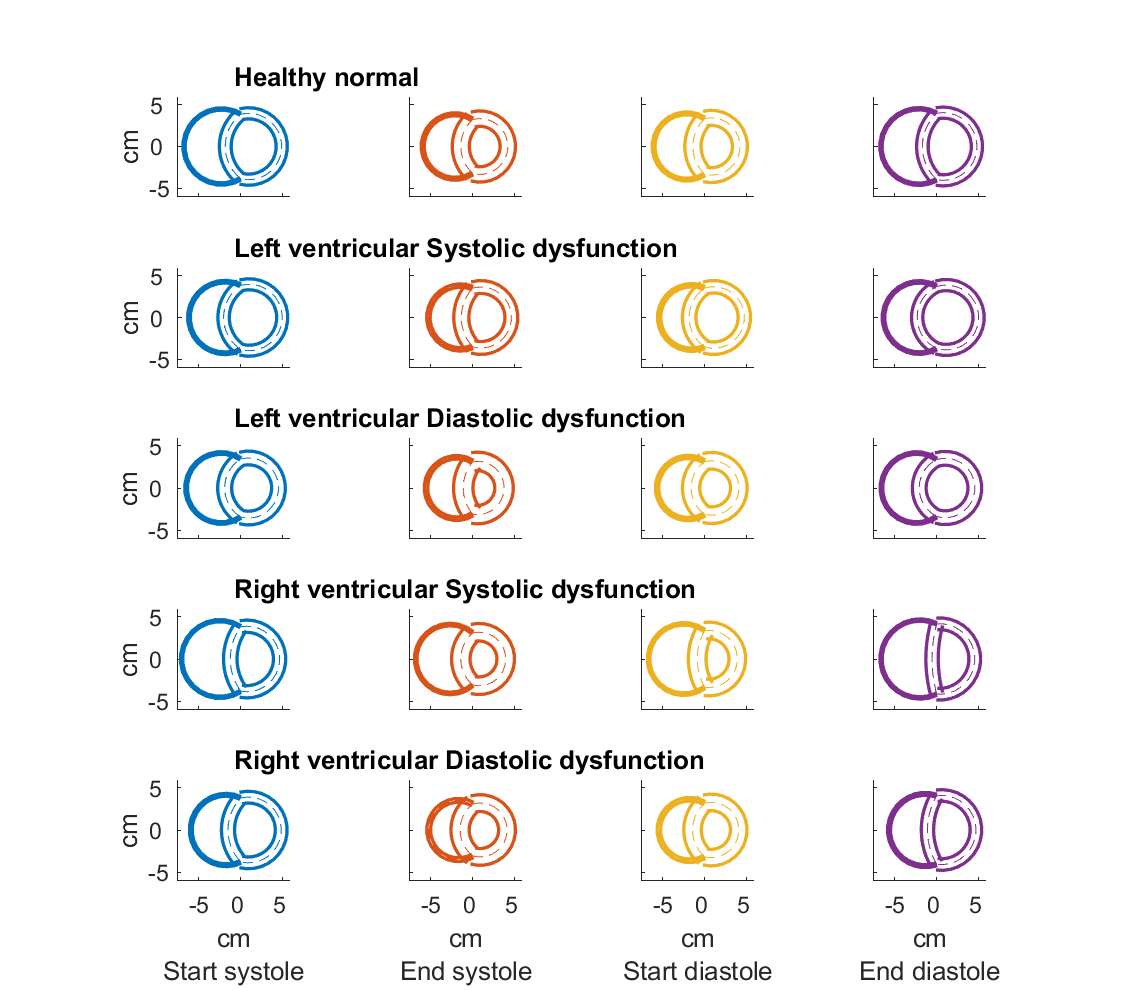 Healthy normal
5
0
-5
cm
Left ventricular Systolic dysfunction
5
0
-5
cm
Left ventricular Diastolic dysfunction
5
0
-5
cm
Right ventricular Systolic dysfunction
5
0
-5
cm
Right ventricular Diastolic dysfunction
5
0
-5
cm
-5 0 5 -5 0 5 -5 0 5 -5 0 5
cm cm cm cm
Start systole End systole Start diastole End diastole